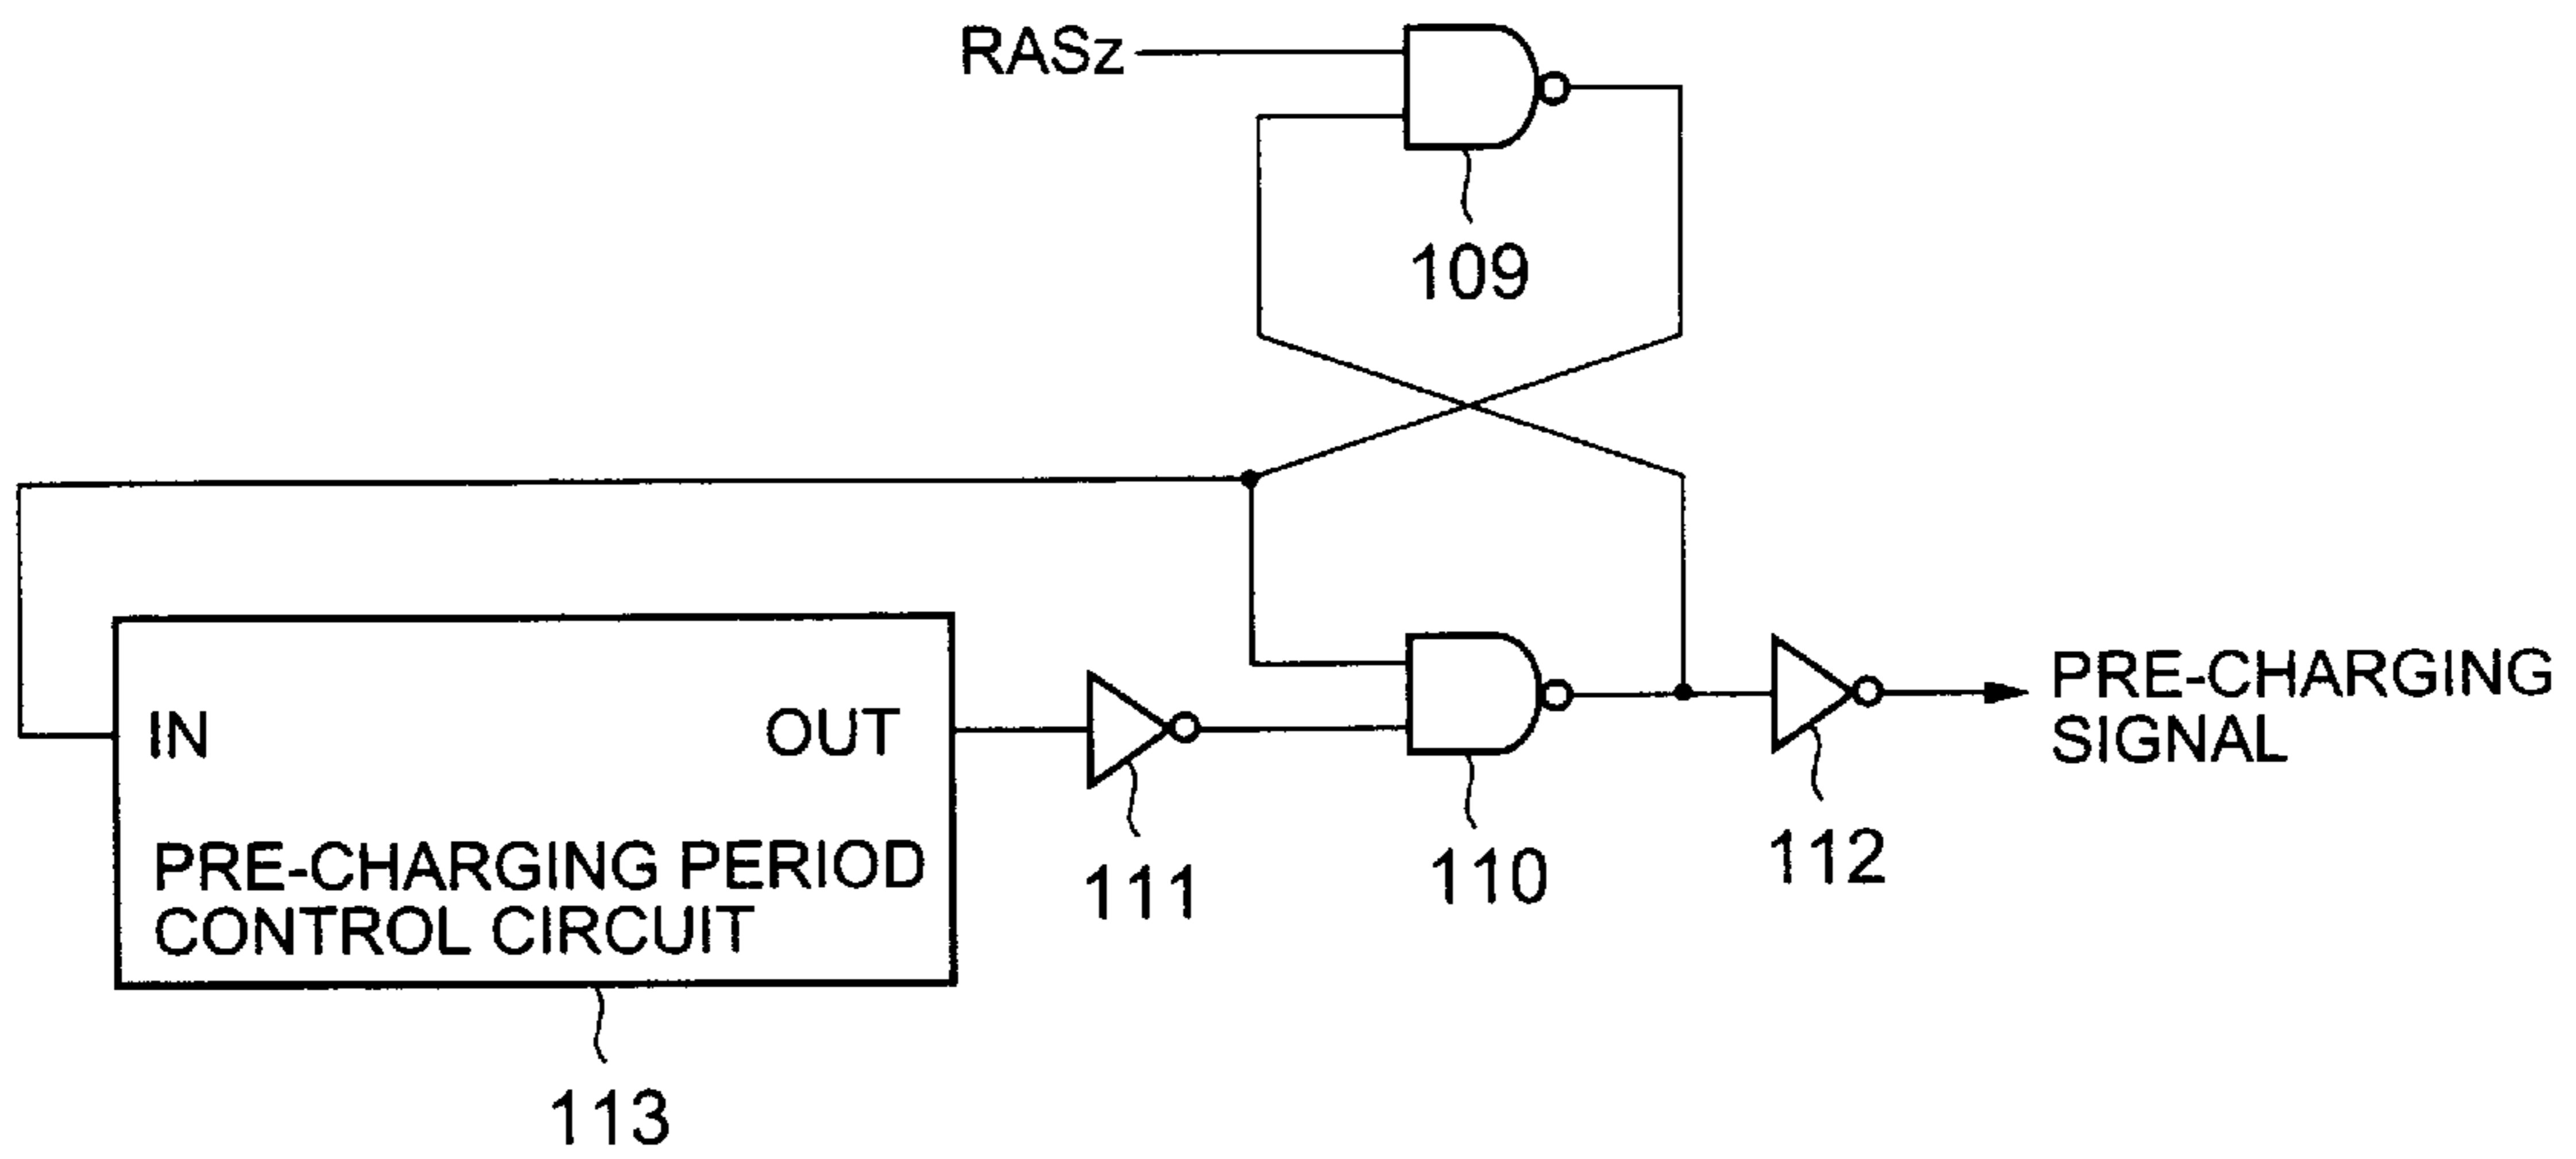 RASz
109
IN
OUT
PRE-CHARGING PERIOD
CONTROL CIRCUIT
113
111
110
112
PRE-CHARGING
SIGNAL